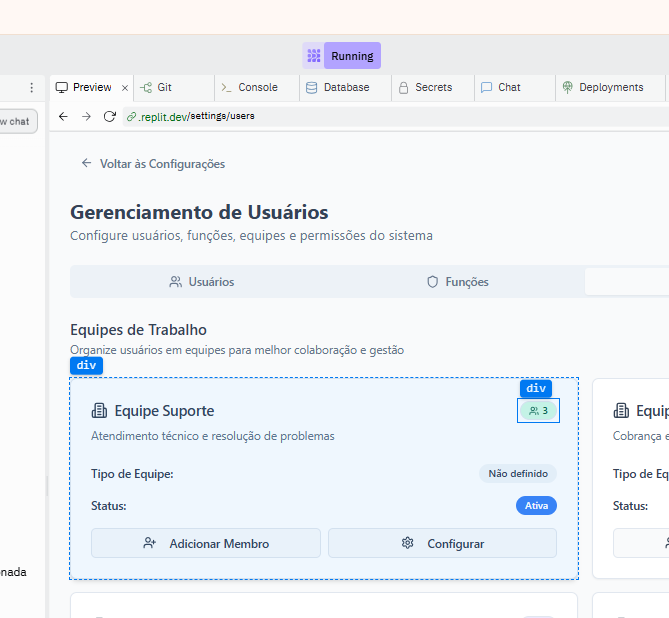 Running
Preview × Git Console Database Secrets Chat Deployments
w chat
.replit.dev/settings/users
Voltar às Configurações
Gerenciamento de Usuários
Configure usuários, funções, equipes e permissões do sistema
Usuários Funções
Equipes de Trabalho
Organize usuários em equipes para melhor colaboração e gestão
div
div
Equipe Suporte 3
Atendimento técnico e resolução de problemas
Tipo de Equipe: Não definido
Status: Ativa
Adicionar Membro Configurar
Equip
Cobrança e
Tipo de Eq
Status:
nada